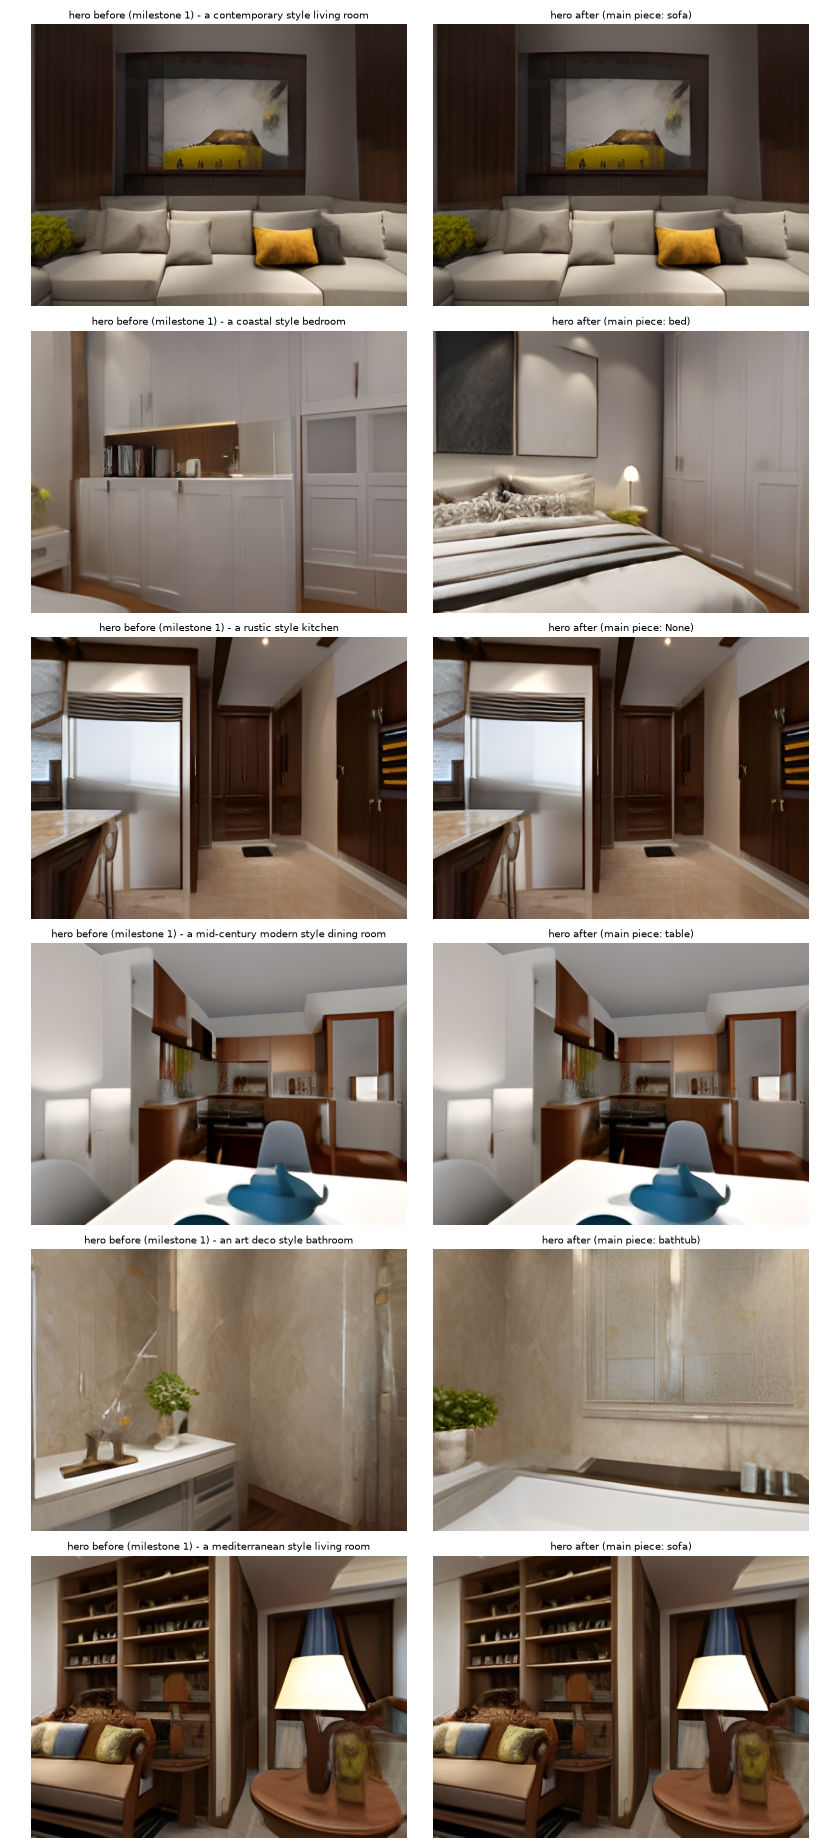 hero before (milestone 1) - a contemporary style living room
hero after (main piece: sofa)
hero before (milestone 1) - a coastal style bedroom
hero after (main piece: bed)
hero before (milestone 1) - a rustic style kitchen
hero after (main piece: None)
hero before (milestone 1) - a mid-century modern style dining room
hero after (main piece: table)
hero before (milestone 1) - an art deco style bathroom
hero after (main piece: bathtub)
hero before (milestone 1) - a mediterranean style living room
hero after (main piece: sofa)